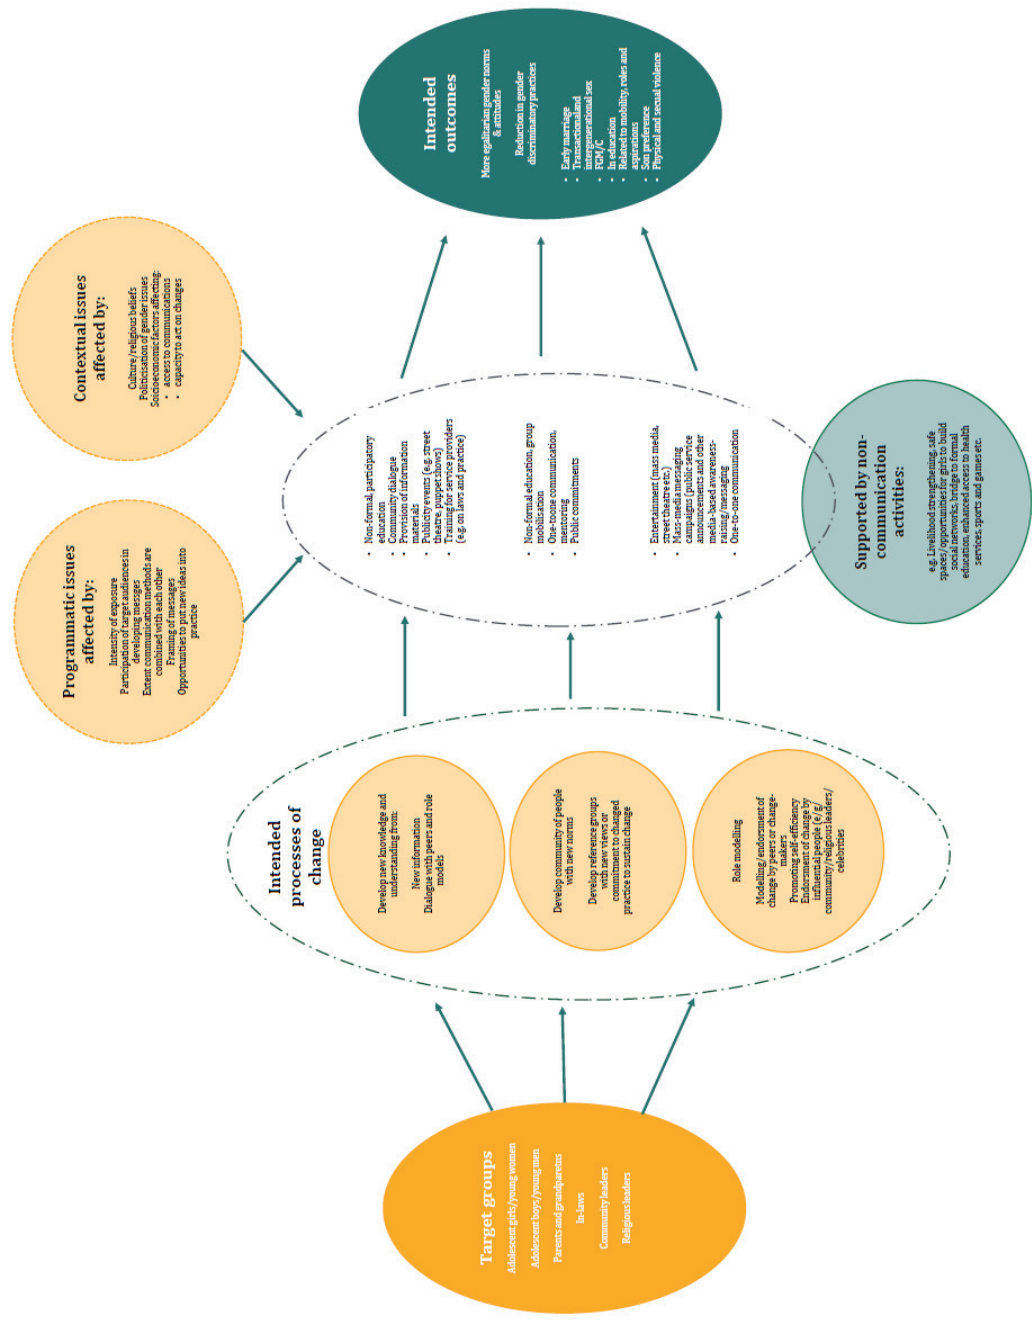 Target groups
Adolescent girls/young women
Adolescent boys/young men
Parents and grandparetns
In-laws
Community leaders
Religious leaders
Intended
processes of
change
Develop new knowledge and
understanding from:
New information
Dialogue with peers and role
models
Develop community of people
with new norms
Develop reference groups
with new views or
commitment to changed
practice to sustain change
Role modelling
Modelling/endorsment of
change by peers or change-
makers
Promoting self-efficiency
Endorsment of change by
influential people (e/g/
community/religious leaders/
celebrities
Programmatic issues
affected by:
Intensity of exposure
Participation of target audiences in
developing messges
Extent communication methods are
combined with each other
Framing of messages
Opportunities to put new ideas into
practice
Contextual issues
affected by:
Culture/religious beliefs
Politicisation of gender issues
Soicioeconomic factors affecting:
• access to communications
• capacity to act on changes
• Non-formal, participatory
education
• Community dialogue
• Provision of information
materials
• Publicity events (e.g. street
theatre, puppet shows)
• Training for service providers
(e.g. on laws and practice)
• Non-formal education, group
mobilisation
• One-toone communication,
mentoring
• Public commitments
• Entertainment (mass media,
street theatre etc.)
• Mass-media messaging
campaigns (public service
announcements and other
media-based awareness-
raising/messaging
• One-to-one communication
Supported by non-
communication
activities:
e.g. Livelihood strengthening, safe
spaces/opportunities for girls to build
social networks, bridge to formal
education, enhanced access to health
services, sports and games etc.
Intended
outcomes
More egalitarian gender norms
& attitudes
Reduction in gender
discriminatory practices
• Early marriage
• Transactional and
intergenerational sex
• FGM/C
• In education
• Related to mobility, roles and
aspirations
• Son preference
• Physical and sexual violence